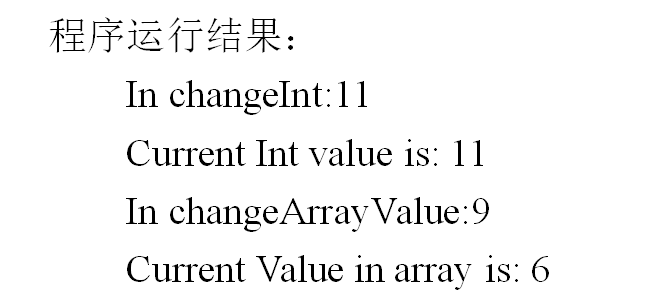 程序运行结果：
In changeInt:11
Current Int value is: 11
In changeArrayValue:9
Current Value in array is: 6